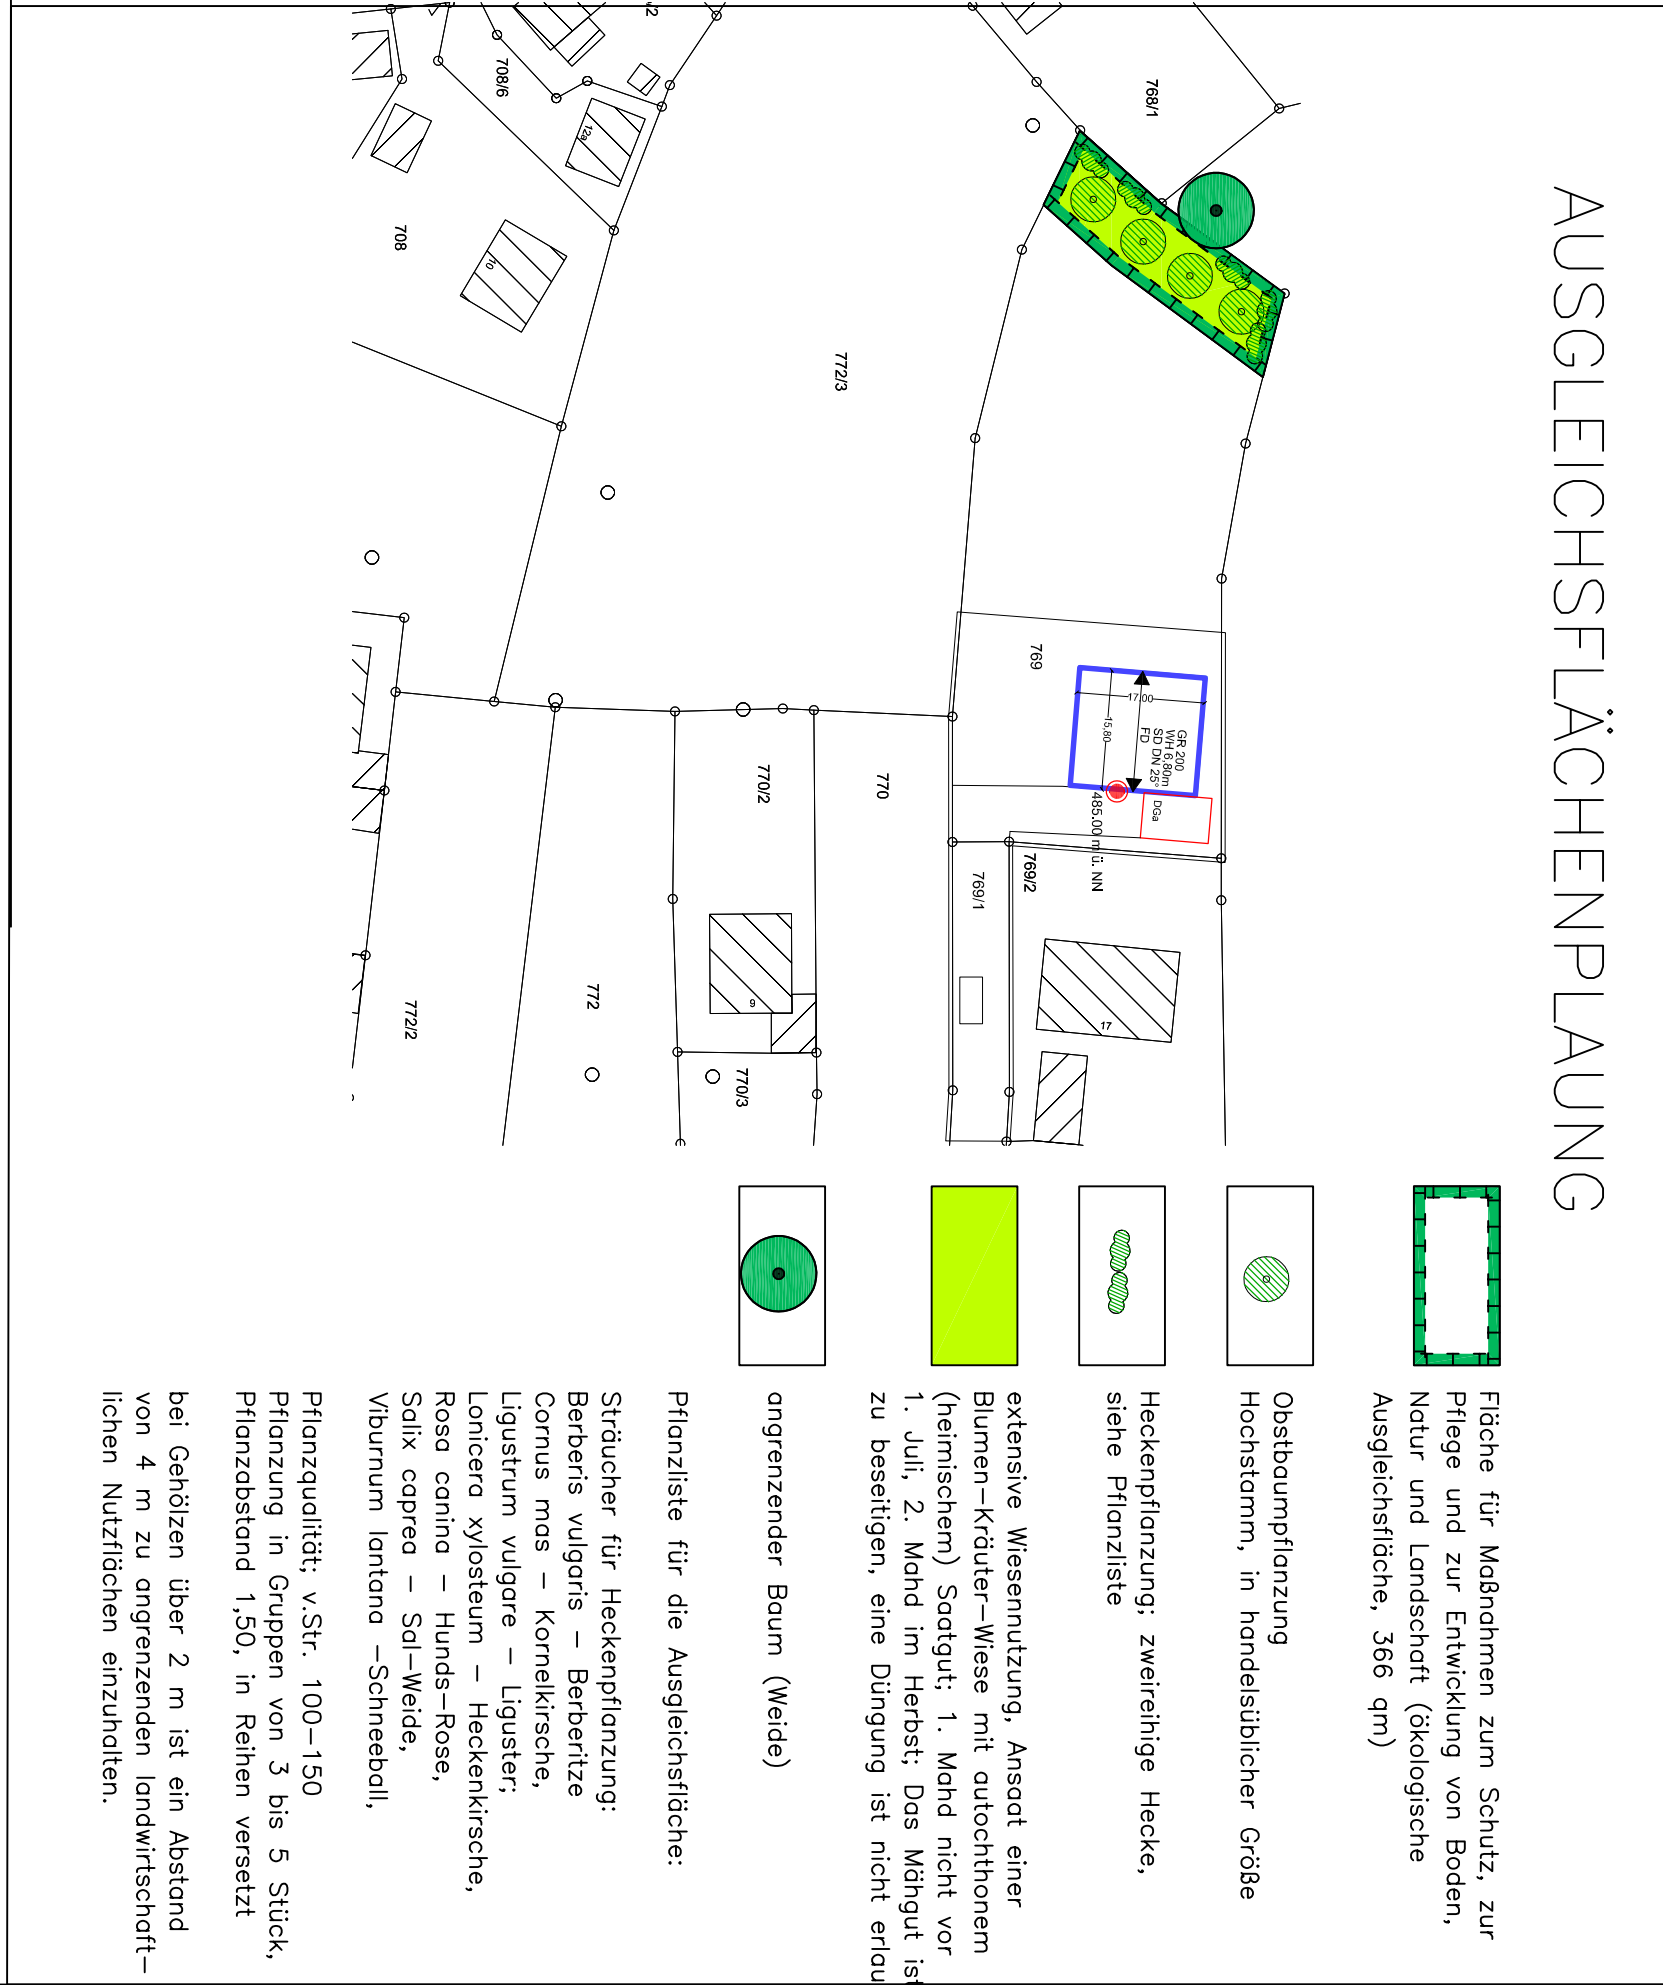 AUSGLEICHSFLÄCHENPLAUNG
Fläche für Maßnahmen zum Schutz, zur
Pflege und zur Entwicklung von Boden,
Natur und Landschaft (ökologische
Ausgleichsfläche, 366 qm)
Obstbaumpflanzung
Hochstamm, in handelsüblicher Größe
Heckenpflanzung; zweireihige Hecke,
siehe Pflanzliste
extensive Wiesennutzung, Ansaat einer
Blumen-Kräuter-Wiese mit autochthonem
(heimischem) Saatgut; 1. Mahd nicht vor
1. Juli, 2. Mahd im Herbst; Das Mähgut ist
zu beseitigen, eine Düngung ist nicht erlau
angrenzender Baum (Weide)
Pflanzliste für die Ausgleichsfläche:
Sträucher für Heckenpflanzung:
Berberis vulgaris - Berberitze
Cornus mas - Kornelkirsche,
Ligustrum vulgare - Liguster;
Lonicera xylosteum - Heckenkirsche,
Rosa canina - Hunds-Rose,
Salix caprea - Sal-Weide,
Viburnum lantana -Schneeball,
Pflanzqualität; v.Str. 100-150
Pflanzung in Gruppen von 3 bis 5 Stück,
Pflanzabstand 1,50, in Reihen versetzt
bei Gehölzen über 2 m ist ein Abstand
von 4 m zu angrenzenden landwirtschaft-
lichen Nutzflächen einzuhalten.
768/1
769
17.00
15,80
GR 200
WH 6,80m
SD DN 25°
FD
DGa
485.00 m ü. NN
769/2
769/1
17
772/3
770
770/2
9
770/3
772
772/2
708/6
12a
708
10
/2